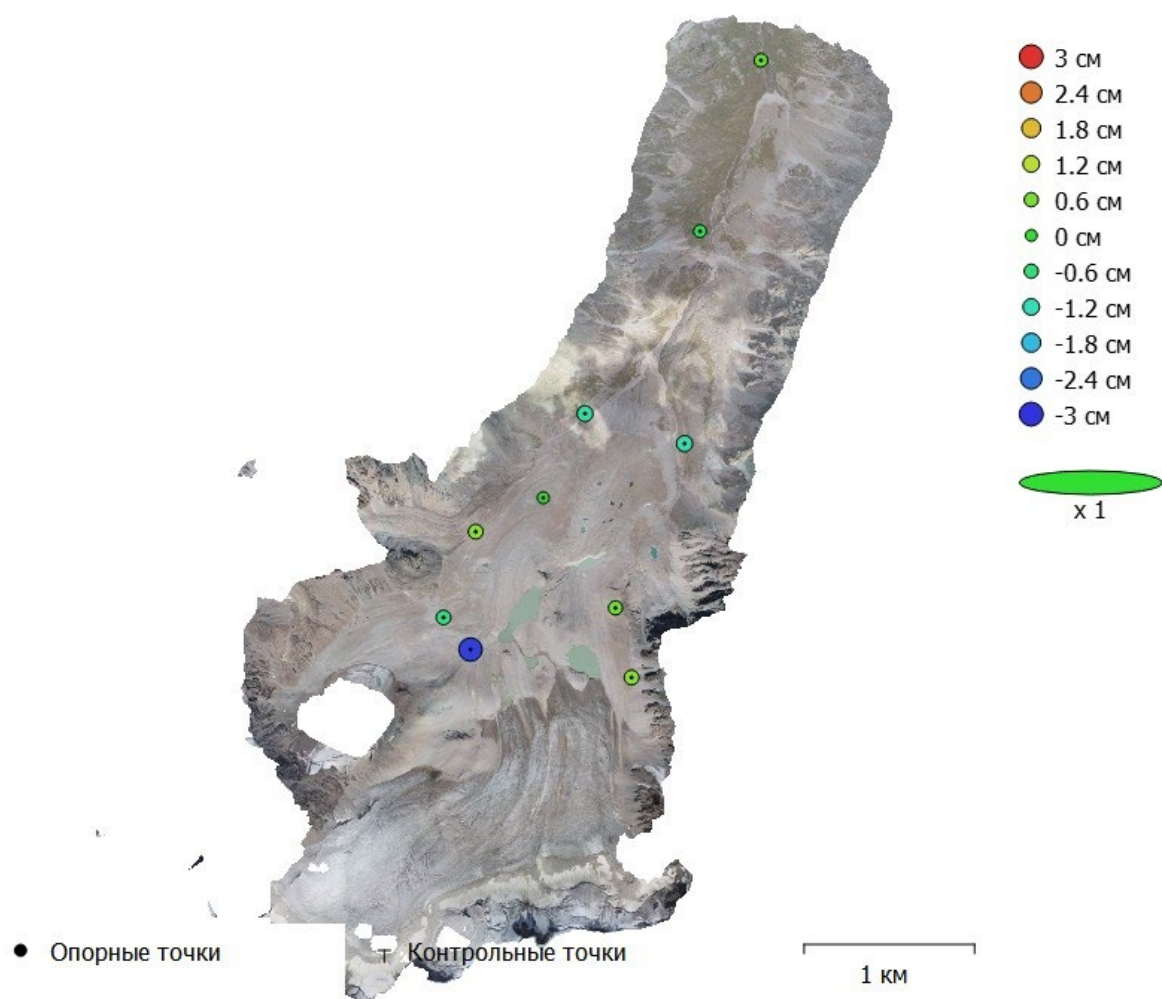 3 см
2.4 см
1.8 см
1.2 см
0.6 см
0 см
-0.6 см
-1.2 см
-1.8 см
-2.4 см
-3 см
x 1
Опорные точки
Контрольные точки
1 км